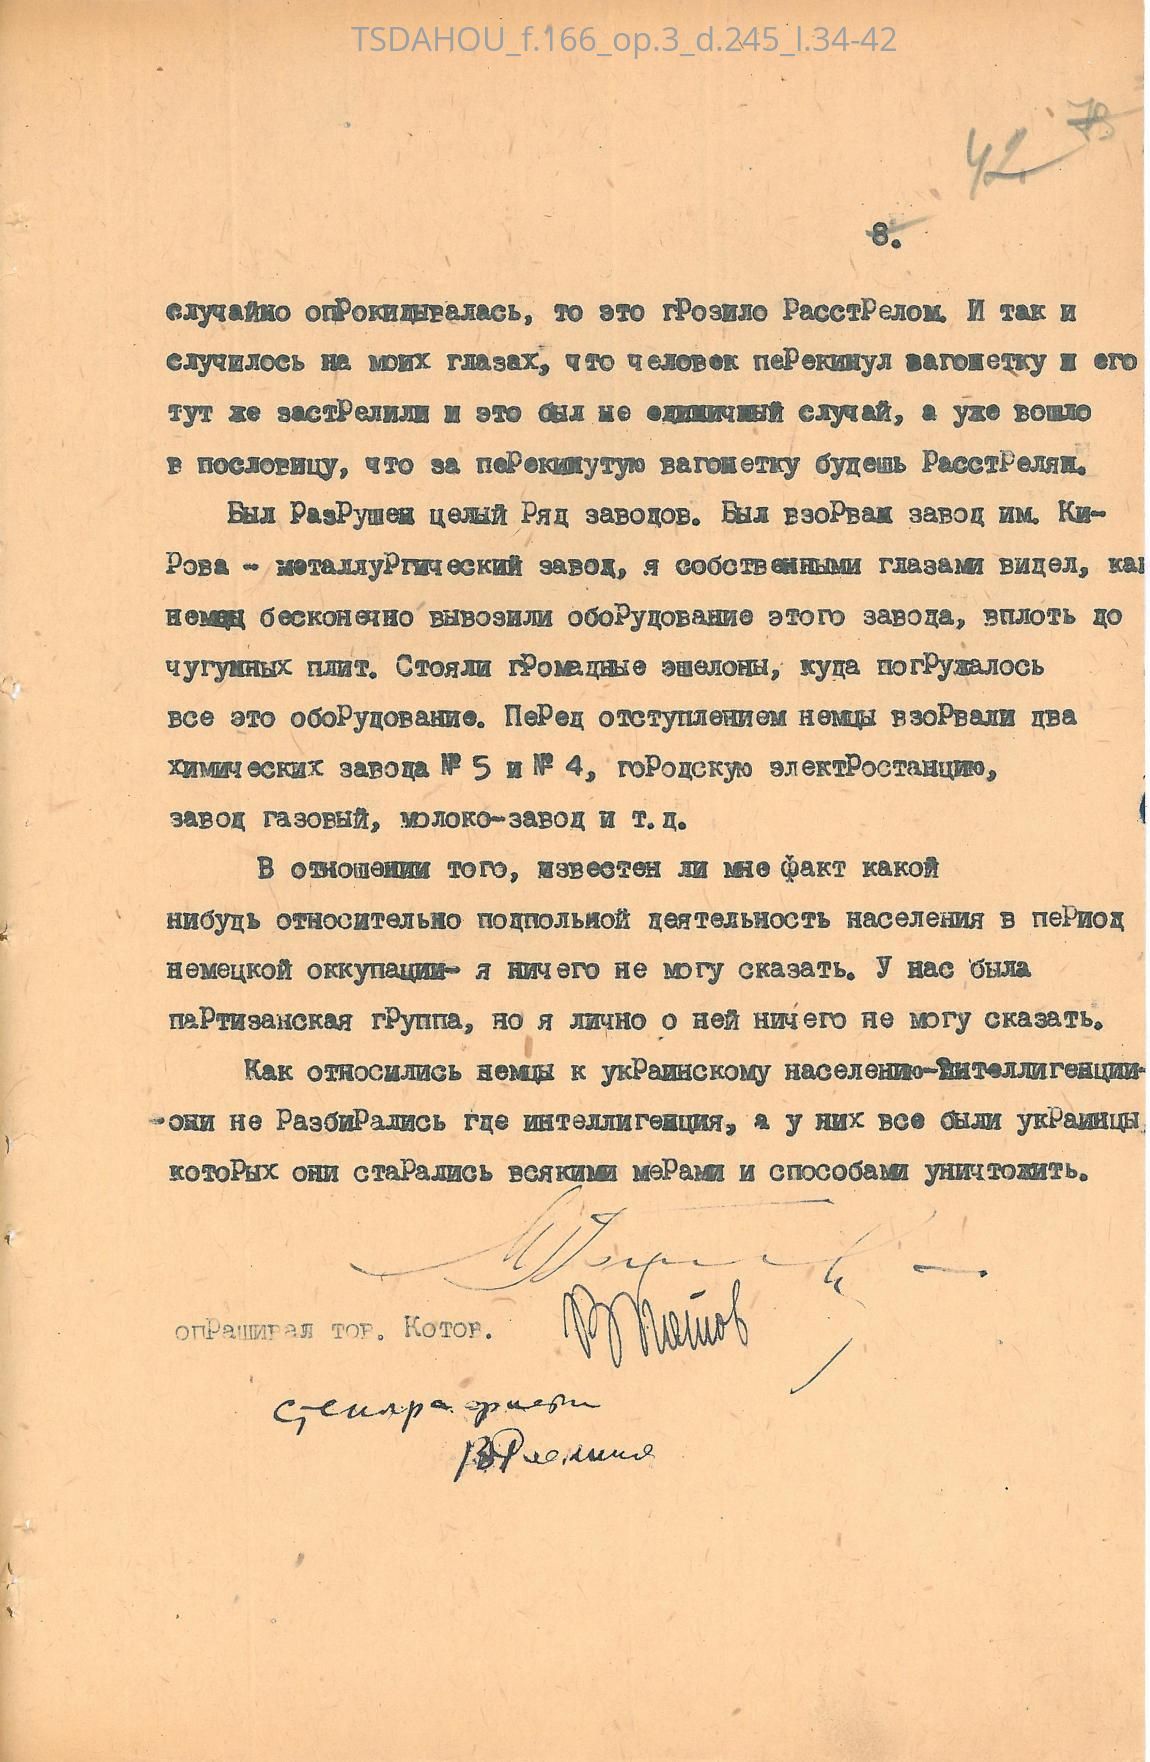 TSDAHOU_f.166_op.3_d.245_l.34-42
42
8.
случайно опРокидывалась, то это гРозило РасстРелом. И так и
случилось на моих глазах, что человек пеРекинул вагонетку и его
тут же застРелили и это был не единичный случай, а уже вошло
в пословицу, что за пеРекинутую вагонетку будешь РасстРелян.
Был РазРушен целый Ряд заводов. Был взоРван завод им. Ки-
Рова - металлуРгический завод, я собственными глазами видел, как
немцы бесконечно вывозили обоРудование этого завода, вплоть до
чугунных плит. Стояли гРомадные эшелоны, куда погРужалось
все это обоРудование. ПеРед отступлением немцы взоРвали два
химических завода № 5 и № 4, гоРодскую электРостанцию,
завод газовый, молоко-завод и т.д.
В отношении того, известен ли мне факт какой
нибудь относительно подпольной деятельность населения в пеРиод
немецкой оккупации- я ничего не могу сказать. У нас была
паРтизанская гРуппа, но я лично о ней ничего не могу сказать.
Как относились немцы к укРаинскому населению-интеллигенции-
-они не РазбиРались где интеллигенция, а у них все были укРаинцы,
котоРых они стаРались всякими меРами и способами уничтожить.
опРашивал тов. Котов.
Котов
стенографистка